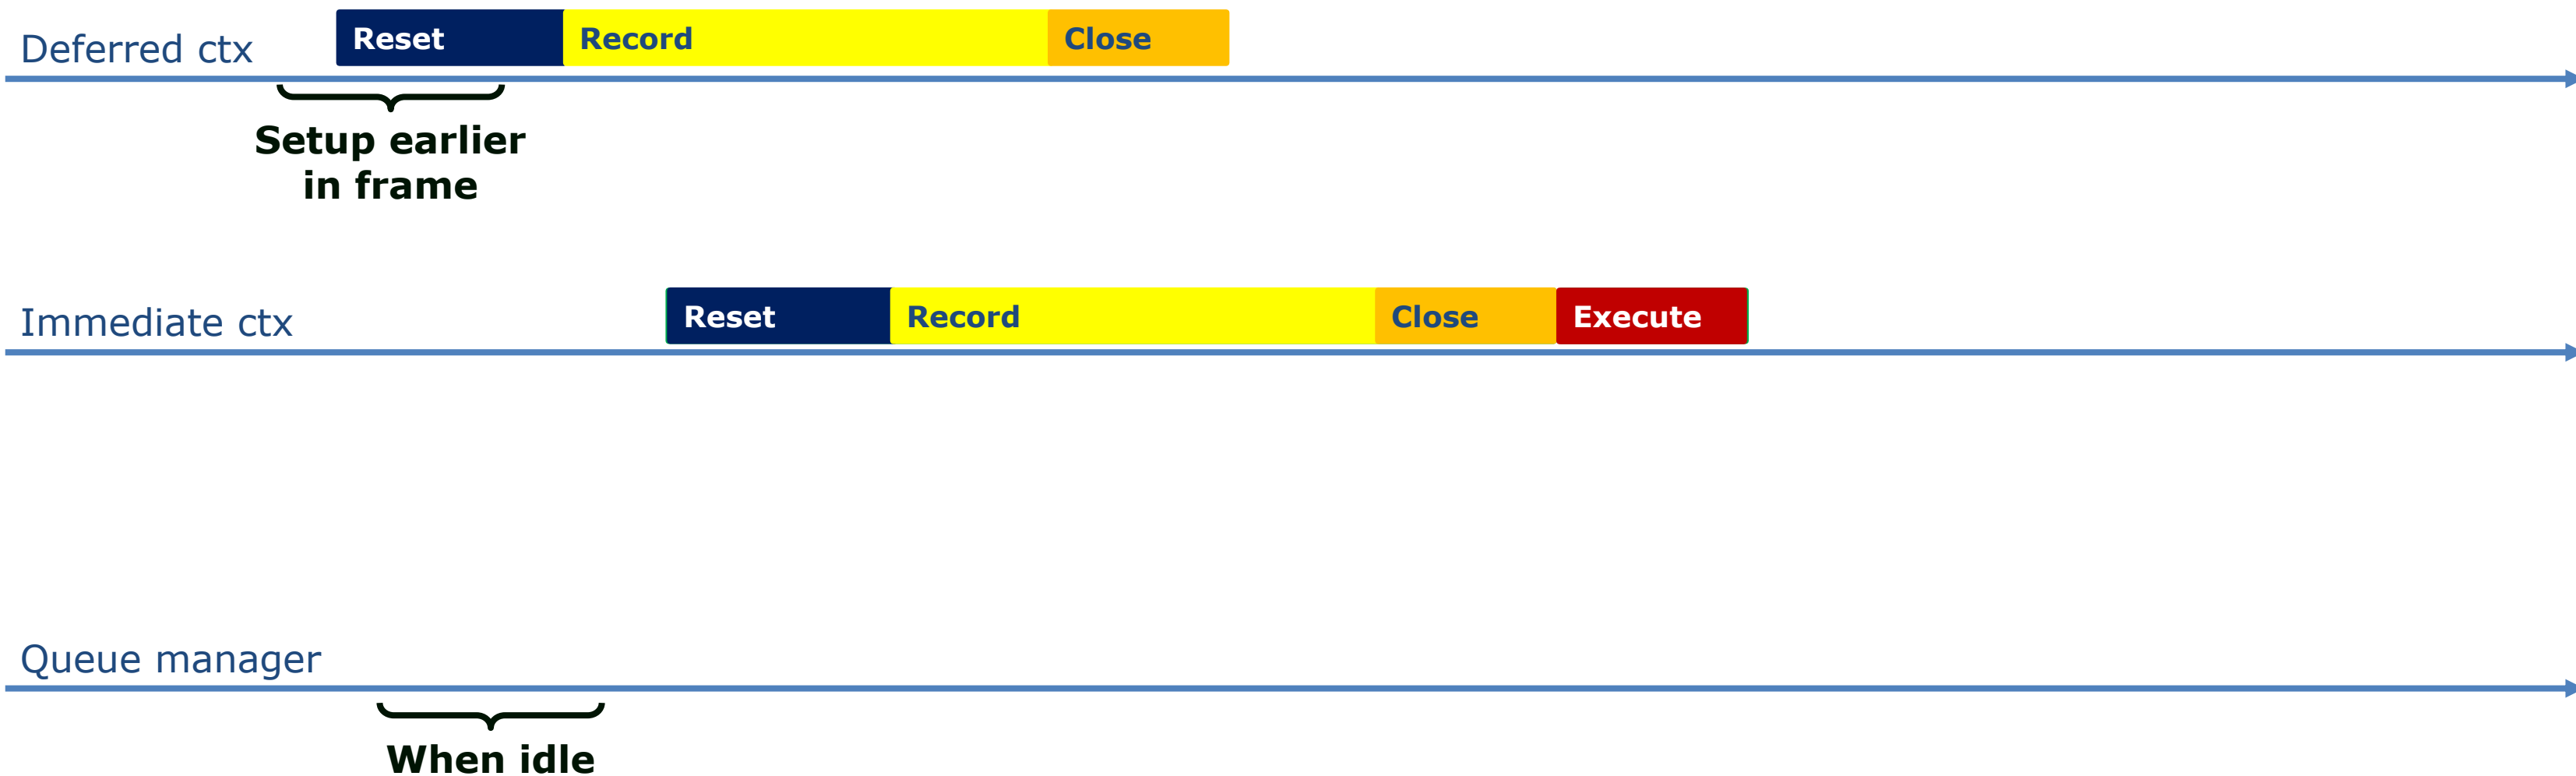 Deferred ctx
Reset
Record
Close
Setup earlier
in frame
Immediate ctx
Reset
Record
Close
Execute
Queue manager
When idle